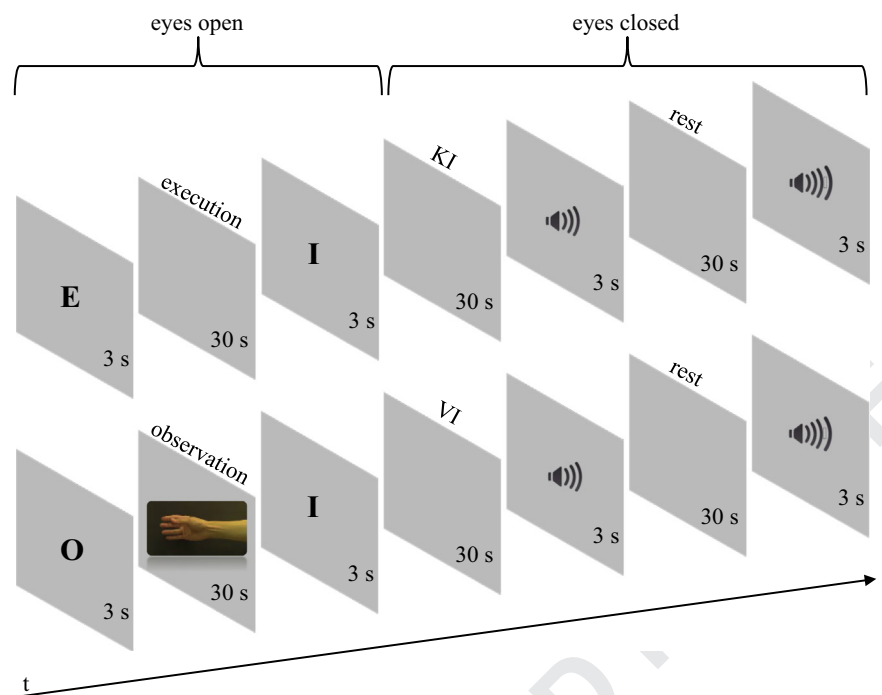 eyes open
eyes closed
E
3 s
execution
30 s
I
3 s
KI
30 s
3 s
rest
30 s
3 s
O
3 s
observation
30 s
I
3 s
VI
30 s
3 s
rest
30 s
3 s
t